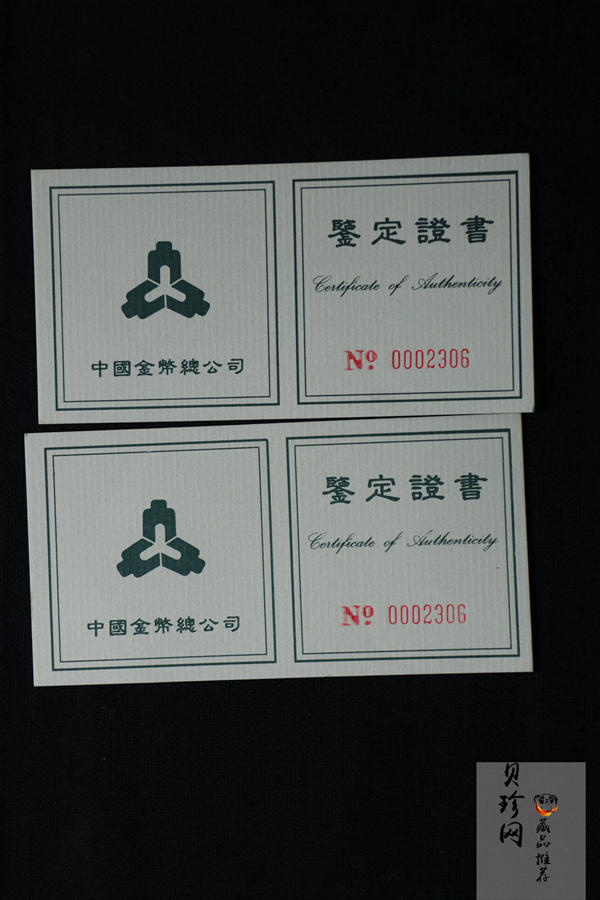 鑒定證書
Certificate of Authenticity
中國金幣總公司
Nº 0002306
鑒定證書
Certificate of Authenticity
中國金幣總公司
Nº 0002306
贝珍网
藏品推荐